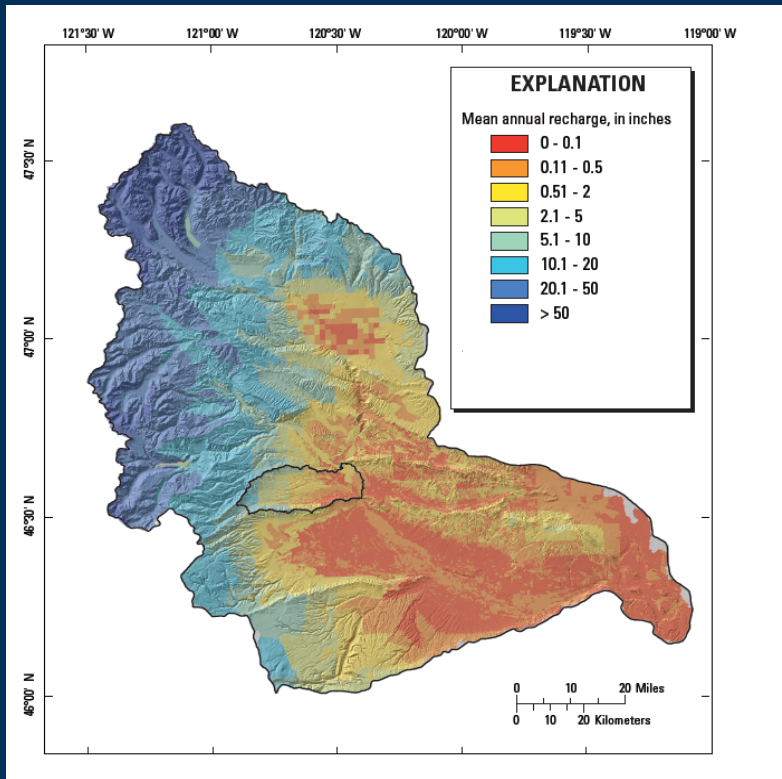 121°30' W 121°00' W 120°30' W 120°00' W 119°30' W 119°00' W
EXPLANATION
Mean annual recharge, in inches
0 - 0.1
0.11 - 0.5
0.51 - 2
2.1 - 5
5.1 - 10
10.1 - 20
20.1 - 50
> 50
47°30' N
47°00' N
46°30' N
46°00' N
0 10 20 Miles
0 10 20 Kilometers